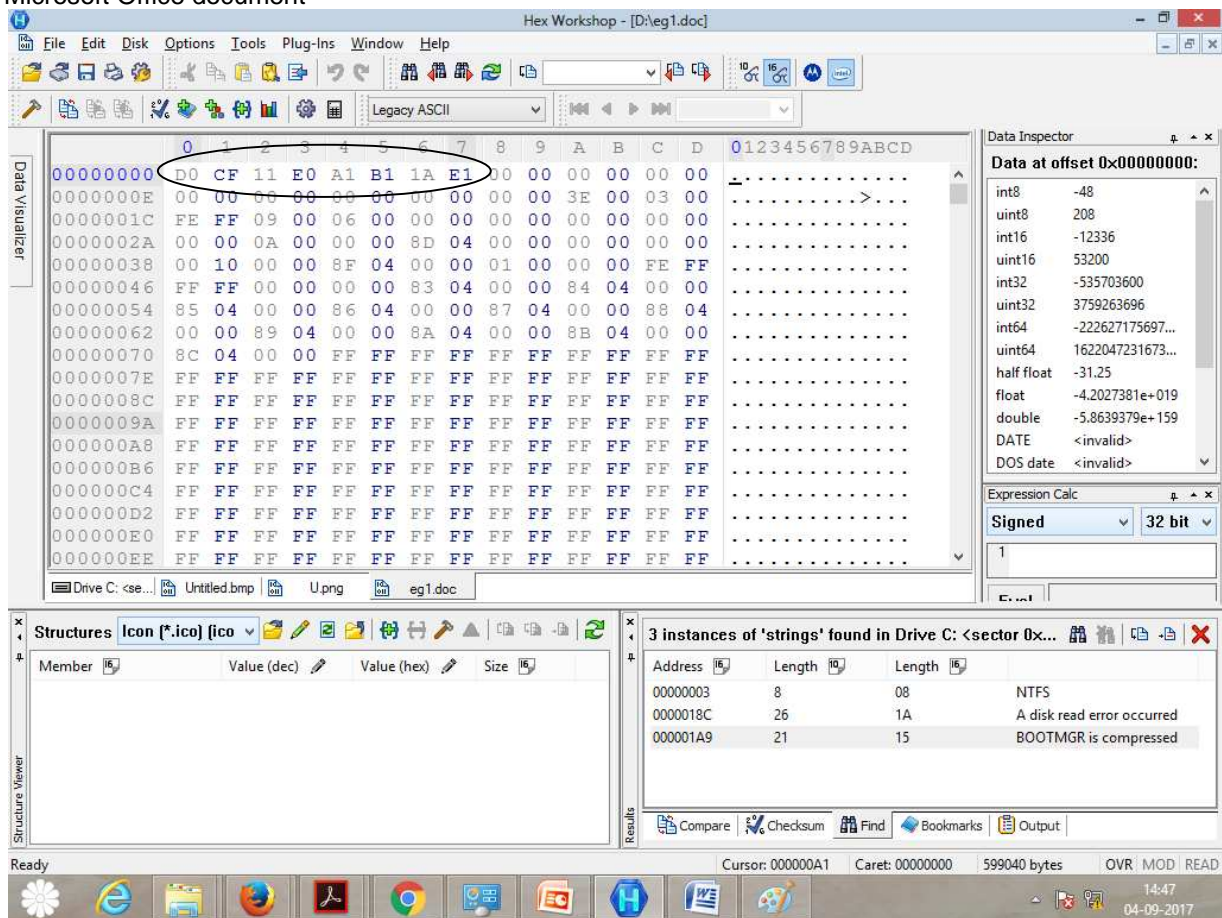 Microsoft Office document
Hex Workshop - [D:\eg1.doc]
File Edit Disk Options Tools Plug-Ins Window Help
Legacy ASCII
Data Visualizer
0 1 2 3 4 5 6 7 8 9 A B C D 0123456789ABCD
00000000 D0 CF 11 E0 A1 B1 1A E1 00 00 00 00 00 00 ..............
0000000E 00 00 00 00 00 00 00 00 00 00 3E 00 03 00 ..........>...
0000001C FE FF 09 00 06 00 00 00 00 00 00 00 00 00 ..............
0000002A 00 00 0A 00 00 00 8D 04 00 00 00 00 00 00 ..............
00000038 00 10 00 00 8F 04 00 00 01 00 00 00 FE FF ..............
00000046 FF FF 00 00 00 00 83 04 00 00 84 04 00 00 ..............
00000054 85 04 00 00 86 04 00 00 87 04 00 00 88 04 ..............
00000062 00 00 89 04 00 00 8A 04 00 00 8B 04 00 00 ..............
00000070 8C 04 00 00 FF FF FF FF FF FF FF FF FF FF ..............
0000007E FF FF FF FF FF FF FF FF FF FF FF FF FF FF ..............
0000008C FF FF FF FF FF FF FF FF FF FF FF FF FF FF ..............
0000009A FF FF FF FF FF FF FF FF FF FF FF FF FF FF ..............
000000A8 FF FF FF FF FF FF FF FF FF FF FF FF FF FF ..............
000000B6 FF FF FF FF FF FF FF FF FF FF FF FF FF FF ..............
000000C4 FF FF FF FF FF FF FF FF FF FF FF FF FF FF ..............
000000D2 FF FF FF FF FF FF FF FF FF FF FF FF FF FF ..............
000000E0 FF FF FF FF FF FF FF FF FF FF FF FF FF FF ..............
000000EE FF FF FF FF FF FF FF FF FF FF FF FF FF FF ..............
Drive C: <se... Untitled.bmp U.png eg1.doc
Data Inspector
Data at offset 0x00000000:
int8 -48
uint8 208
int16 -12336
uint16 53200
int32 -535703600
uint32 3759263696
int64 -222627175697...
uint64 1622047231673...
half float -31.25
float -4.2027381e+019
double -5.8639379e+159
DATE <invalid>
DOS date <invalid>
Expression Calc
Signed 32 bit
1
Eval
Structures Icon (*.ico) (ico
Member Value (dec) Value (hex) Size
Structure Viewer
3 instances of 'strings' found in Drive C: <sector 0x...
Address Length Length
00000003 8 08 NTFS
0000018C 26 1A A disk read error occurred
000001A9 21 15 BOOTMGR is compressed
Results
Compare Checksum Find Bookmarks Output
Ready Cursor: 000000A1 Caret: 00000000 599040 bytes OVR MOD READ
14:47
04-09-2017